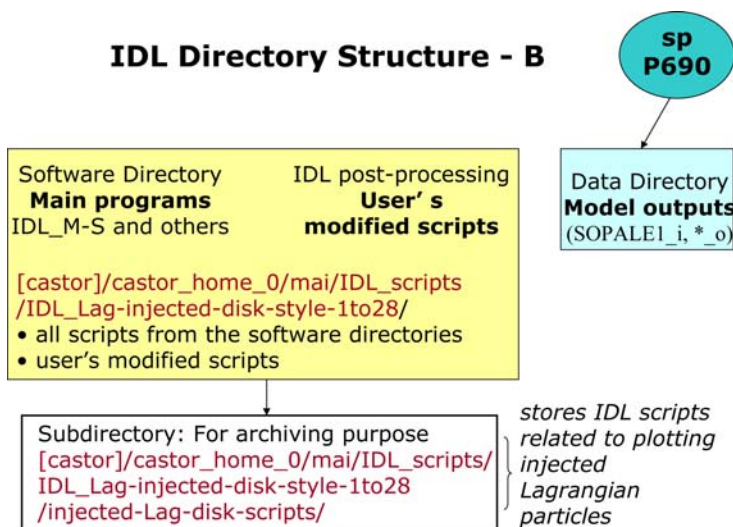 IDL Directory Structure - B
sp
P690
Software Directory
Main programs
IDL_M-S and others
IDL post-processing
User' s
modified scripts
[castor]/castor_home_0/mai/IDL_scripts
/IDL_Lag-injected-disk-style-1to28/
• all scripts from the software directories
• user's modified scripts
Data Directory
Model outputs
(SOPALE1_i, *_o)
Subdirectory: For archiving purpose
[castor]/castor_home_0/mai/IDL_scripts/
IDL_Lag-injected-disk-style-1to28
/injected-Lag-disk-scripts/
stores IDL scripts
related to plotting
injected
Lagrangian
particles